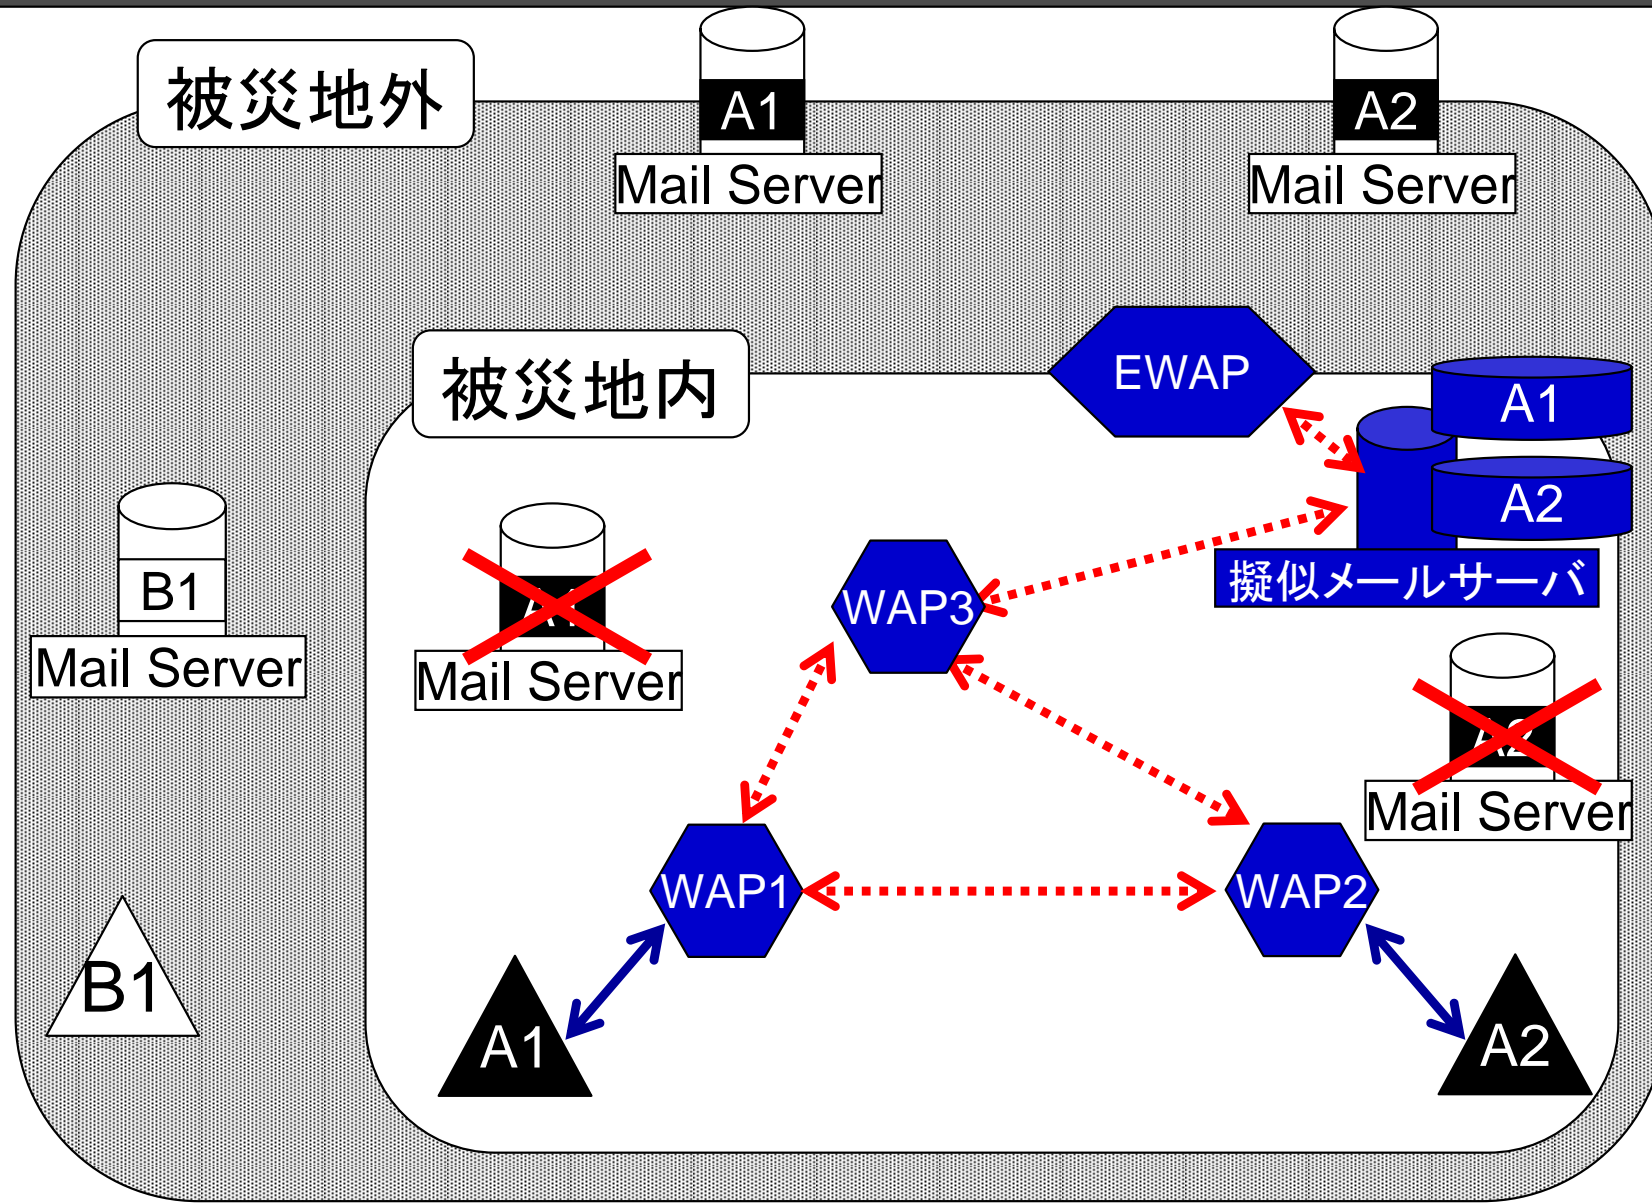 被災地外
A1
Mail Server
A2
Mail Server
被災地内
EWAP
A1
A2
擬似メールサーバ
B1
Mail Server
A1
Mail Server
WAP3
A2
Mail Server
WAP1
WAP2
B1
A1
A2